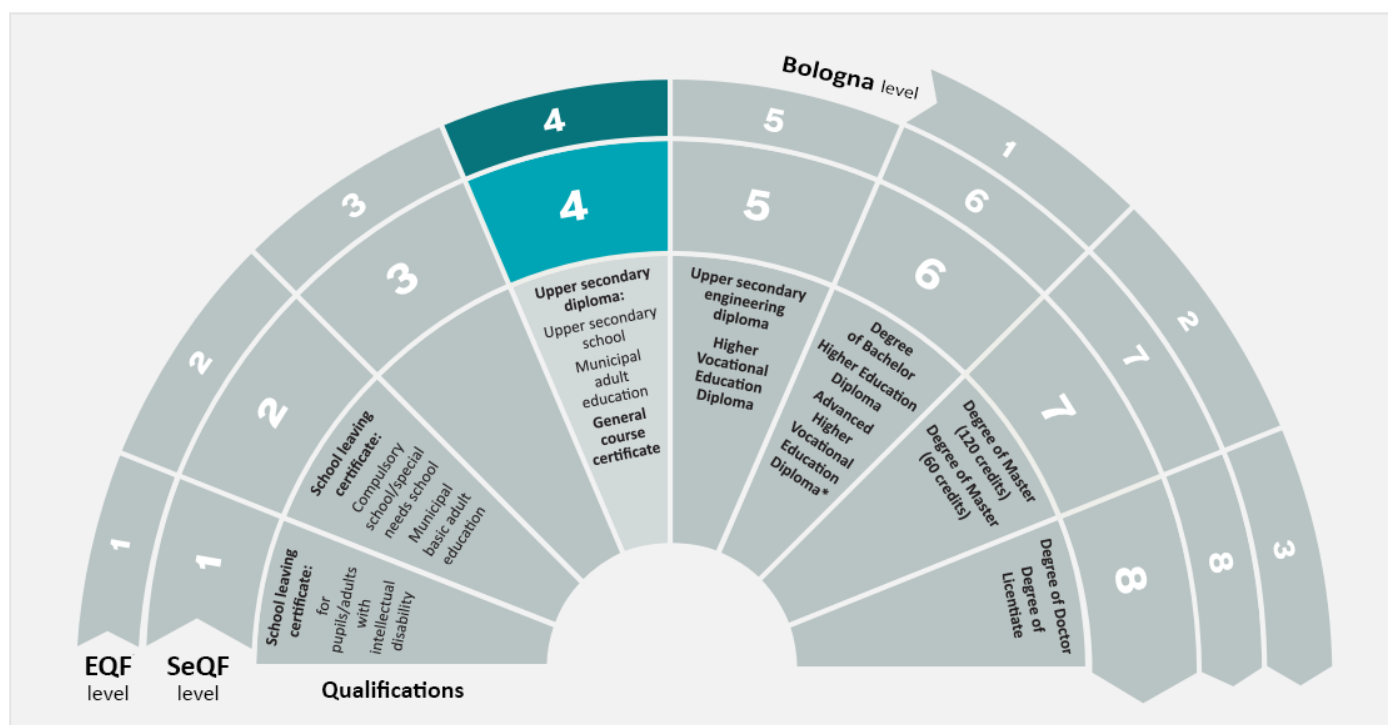 Bologna level
1
2
3
1
2
3
4
5
6
7
8
1
2
3
4
5
6
7
8
School leaving
certificate:
for
pupils/adults
with
intellectual
disability
School leaving
certificate:
Compulsory
school/special
needs school
Municipal
basic adult
education
Upper secondary
diploma:
Upper secondary
school
Municipal
adult
education
General
course
certificate
Upper secondary
engineering
diploma
Higher
Vocational
Education
Diploma
Degree
of Bachelor
Higher Education
Diploma
Advanced
Higher
Vocational
Education
Diploma*
Degree of Master
(120 credits)
Degree of Master
(60 credits)
Degree of Doctor
Degree of
Licentiate
EQF
level
SeQF
level
Qualifications